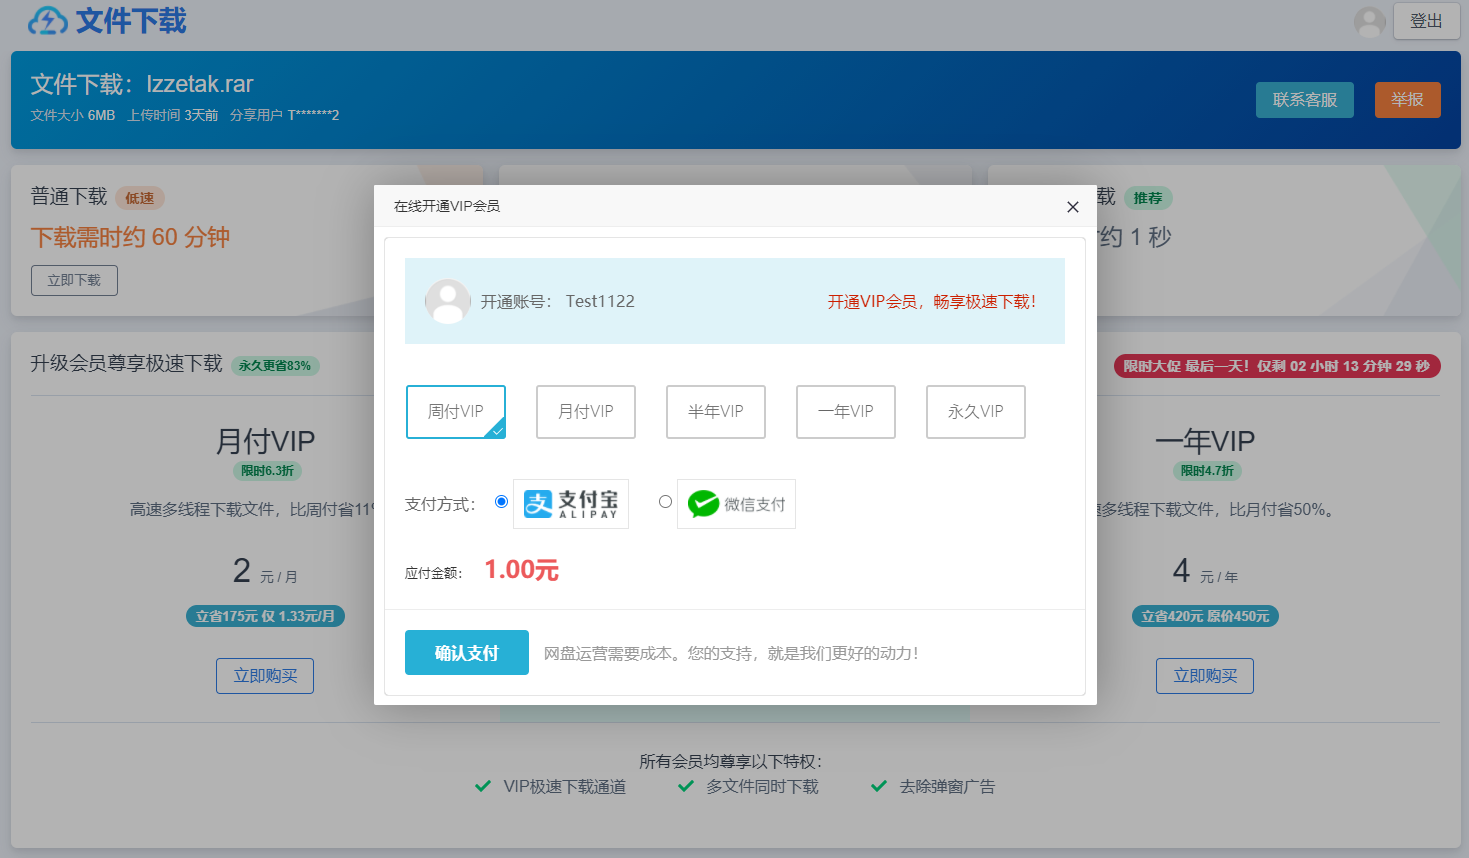 文件下载
登出
文件下载：lzzetak.rar
文件大小 6MB 上传时间 3天前 分享用户 T*******2
联系客服
举报
普通下载 低速
下载需时约 60 分钟
立即下载
载 推荐
时约 1 秒
在线开通VIP会员
开通账号： Test1122
开通VIP会员，畅享极速下载！
周付VIP
月付VIP
半年VIP
一年VIP
永久VIP
支付方式：
支付宝
ALIPAY
微信支付
应付金额： 1.00元
确认支付
网盘运营需要成本。您的支持，就是我们更好的动力！
升级会员尊享极速下载 永久更省83%
限时大促 最后一天！仅剩 02 小时 13 分钟 29 秒
月付VIP
限时6.3折
高速多线程下载文件，比周付省11%
2 元 / 月
立省175元 仅 1.33元/月
立即购买
一年VIP
限时4.7折
速多线程下载文件，比月付省50%。
4 元 / 年
立省420元 原价450元
立即购买
所有会员均尊享以下特权：
VIP极速下载通道
多文件同时下载
去除弹窗广告